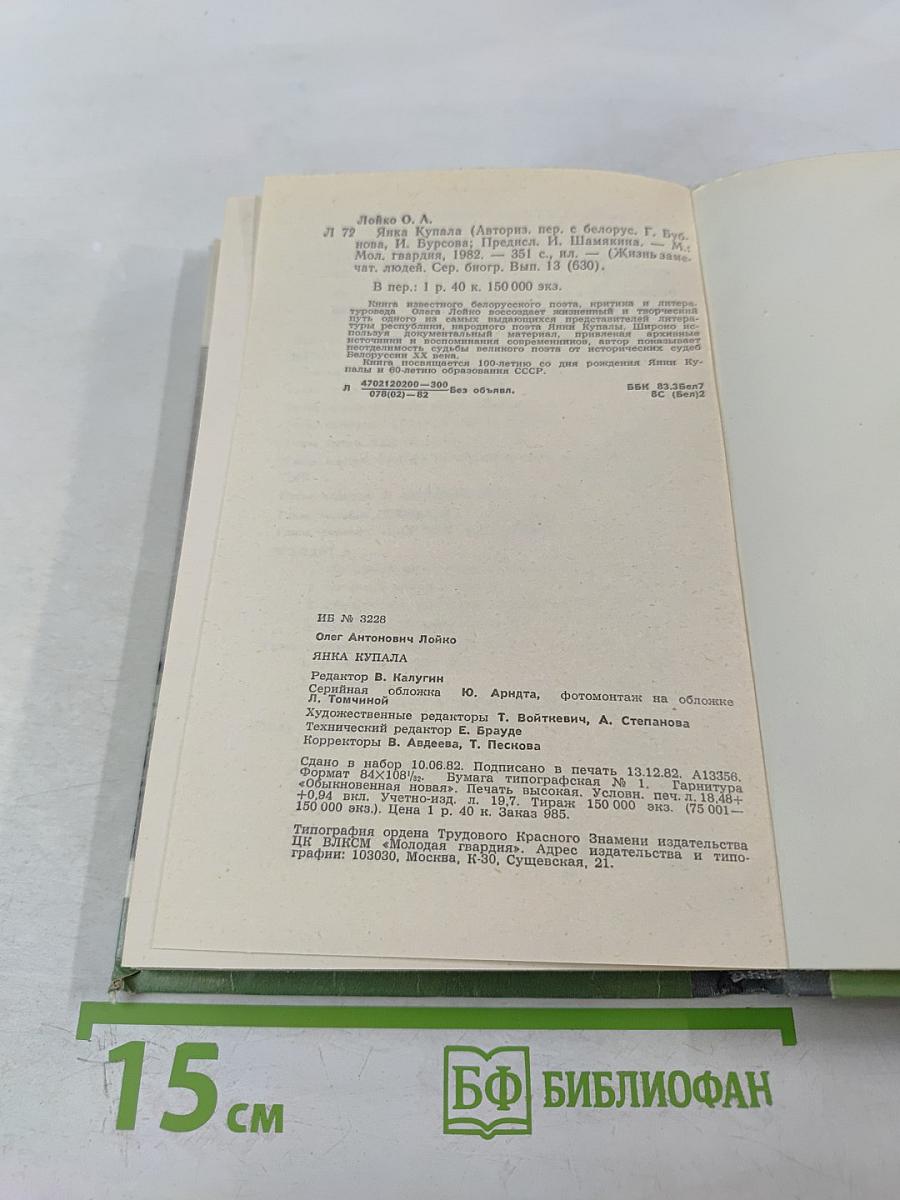 Лойко О. А.
Л 72 Янка Купала (Авториз. пер. с белорус. Г. Буб-
нова, И. Бурсова; Предисл. И. Шамякина. — М.:
Мол. гвардия, 1982. — 351 с., ил. — (Жизнь заме-
чат. людей. Сер. биогр. Вып. 13 (630).
В пер.: 1 р. 40 к. 150 000 экз.
Книга известного белорусского поэта, критика и литера-
туроведа Олега Лойко воссоздает жизненный и творческий
путь одного из самых выдающихся представителей литера-
туры республики, народного поэта Янки Купалы. Широко ис-
пользуя документальный материал, привлекая архивные
источники и воспоминания современников, автор показывает
неотделимость судьбы великого поэта от исторических судеб
Белоруссии XX века.
Книга посвящается 100-летию со дня рождения Янки Ку-
палы и 60-летию образования СССР.
Л 4702120200—300 Без объявл. ББК 83.3Бел7
078(02)—82 8С (Бел)2
ИБ № 3228
Олег Антонович Лойко
ЯНКА КУПАЛА
Редактор В. Калугин
Серийная обложка Ю. Арндта, фотомонтаж на обложке
Л. Томчиной
Художественные редакторы Т. Войткевич, А. Степанова
Технический редактор Е. Брауде
Корректоры В. Авдеева, Т. Пескова
Сдано в набор 10.06.82. Подписано в печать 13.12.82. А13356.
Формат 84×108¹/₃₂. Бумага типографская № 1. Гарнитура
«Обыкновенная новая». Печать высокая. Условн. печ. л. 18,48+
+0,94 вкл. Учетно-изд. л. 19,7. Тираж 150 000 экз. (75 001—
150 000 экз.). Цена 1 р. 40 к. Заказ 985.
Типография ордена Трудового Красного Знамени издательства
ЦК ВЛКСМ «Молодая гвардия». Адрес издательства и типо-
графии: 103030, Москва, К-30, Сущевская, 21.
15 см БФ БИБЛИОФАН